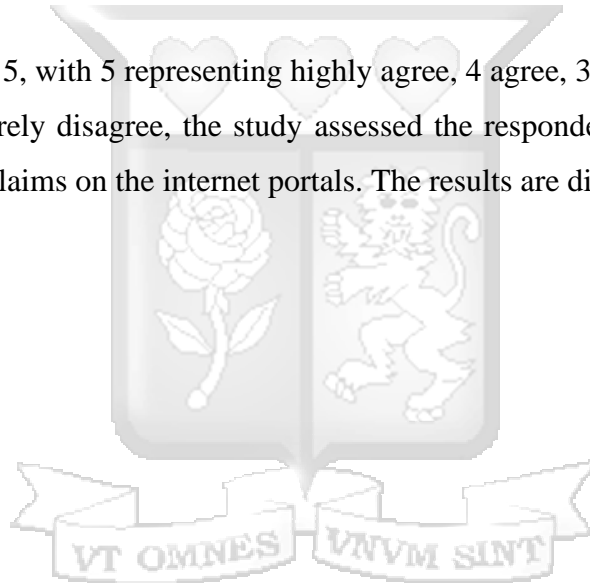 5, with 5 representing highly agree, 4 agree, 3
rely disagree, the study assessed the responde
laims on the internet portals. The results are di
VT OMNES VNVM SINT